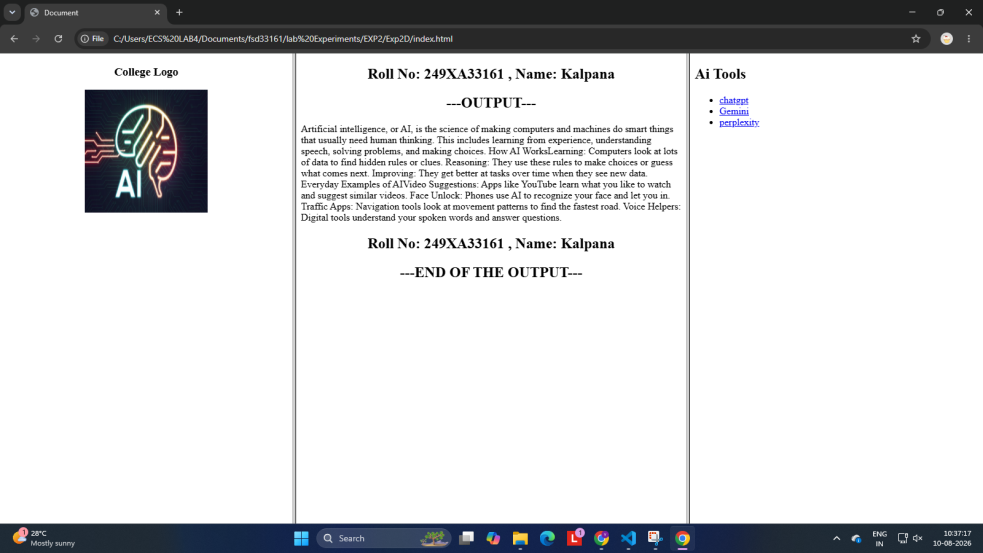 Document
File
C:/Users/ECS%20LAB4/Documents/fsd33161/lab%20Experiments/EXP2/Exp2D/index.html
College Logo
AI
Roll No: 249XA33161 , Name: Kalpana
---OUTPUT---
Artificial intelligence, or AI, is the science of making computers and machines do smart things
that usually need human thinking. This includes learning from experience, understanding
speech, solving problems, and making choices. How AI WorksLearning: Computers look at lots
of data to find hidden rules or clues. Reasoning: They use these rules to make choices or guess
what comes next. Improving: They get better at tasks over time when they see new data.
Everyday Examples of AIVideo Suggestions: Apps like YouTube learn what you like to watch
and suggest similar videos. Face Unlock: Phones use AI to recognize your face and let you in.
Traffic Apps: Navigation tools look at movement patterns to find the fastest road. Voice Helpers:
Digital tools understand your spoken words and answer questions.
Roll No: 249XA33161 , Name: Kalpana
---END OF THE OUTPUT---
Ai Tools
chatgpt
Gemini
perplexity
1
28°C
Mostly sunny
Search
L
1
ENG
IN
10:37:17
10-08-2026